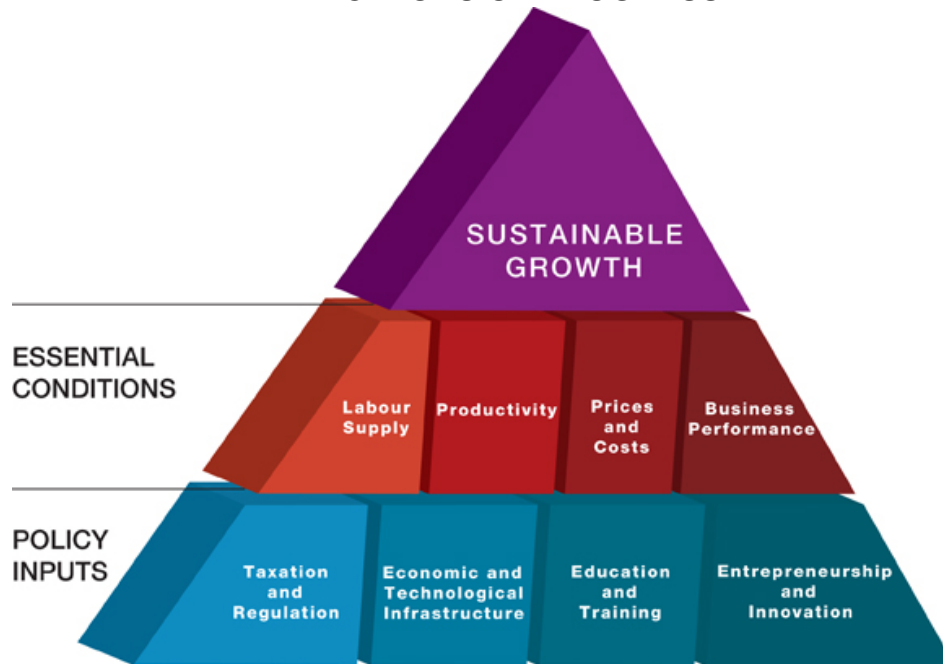 SUSTAINABLE
GROWTH
ESSENTIAL
CONDITIONS
Labour
Supply
Productivity
Prices
and
Costs
Business
Performance
POLICY
INPUTS
Taxation
and
Regulation
Economic and
Technological
Infrastructure
Education
and
Training
Entrepreneurship
and
Innovation